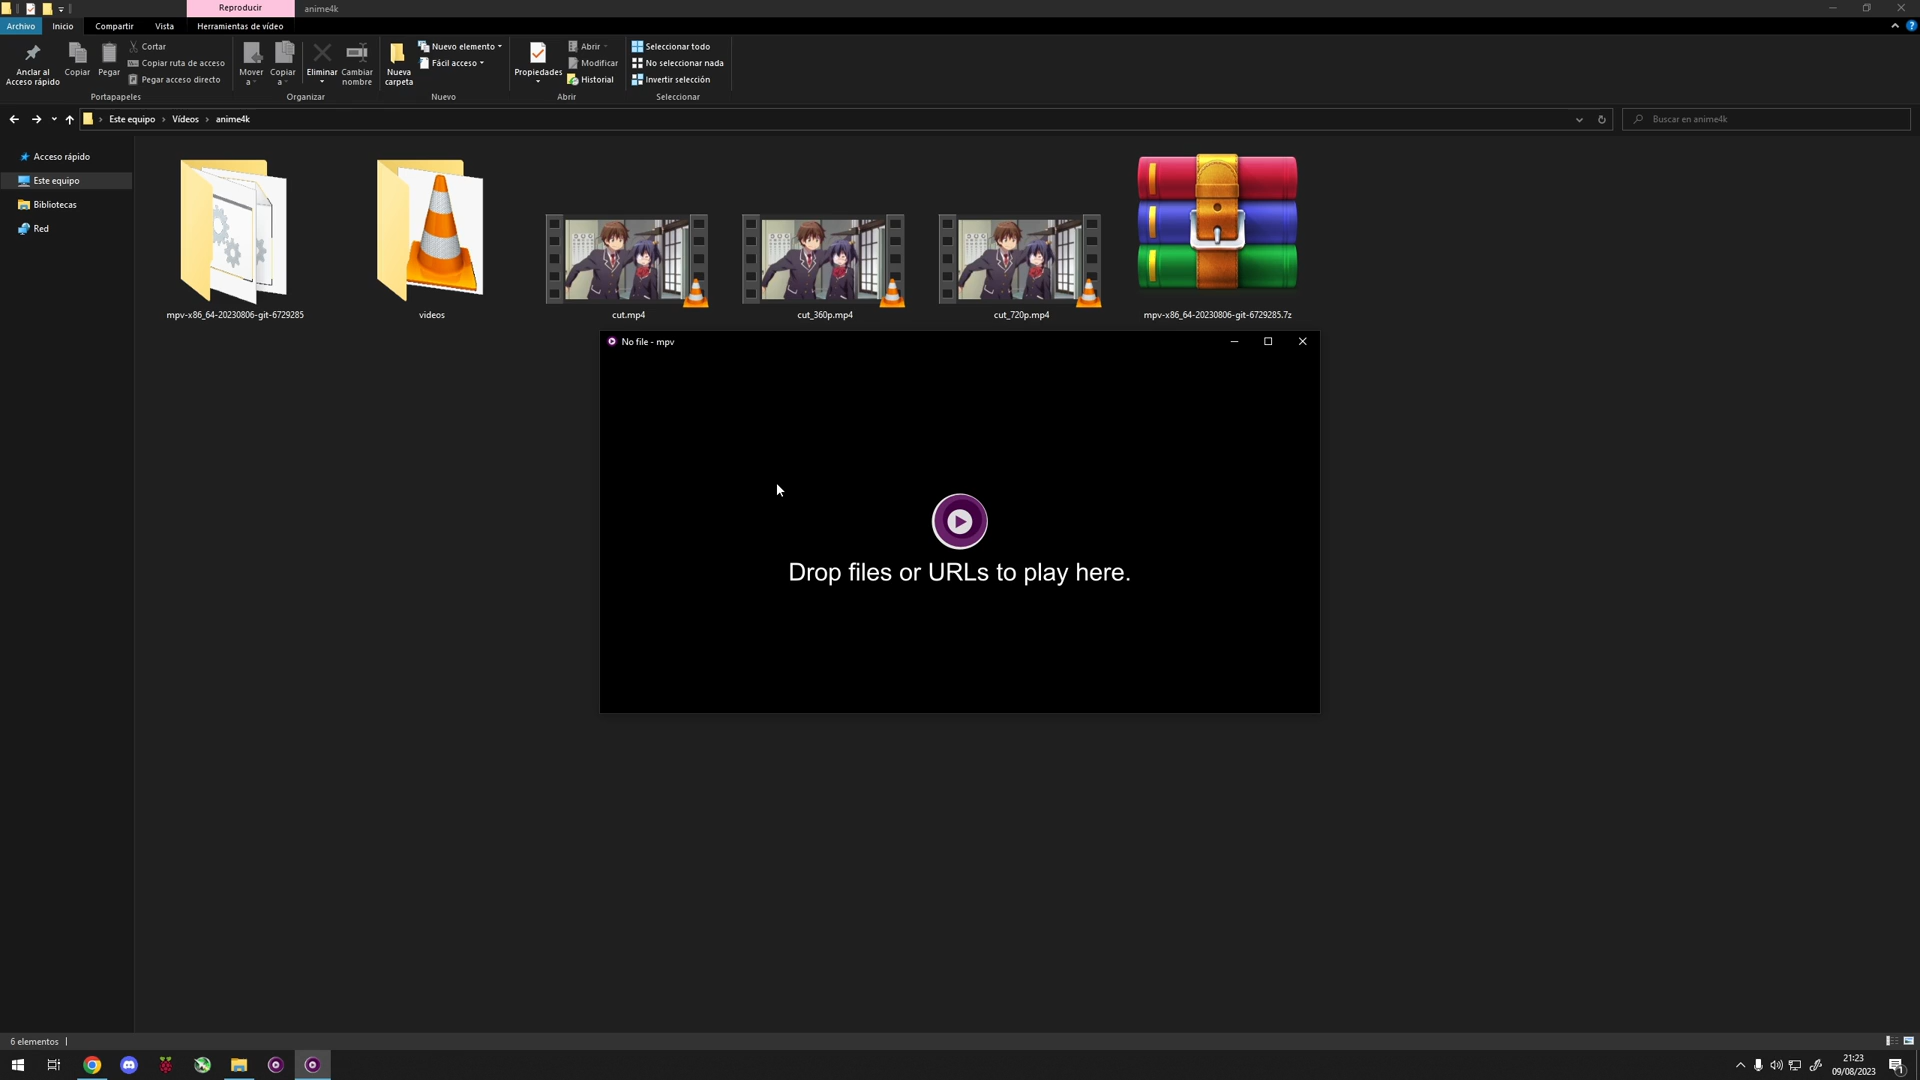 Reproducir
anime4k
Archivo
Inicio
Compartir
Vista
Herramientas de vídeo
Anclar al
Acceso rápido
Copiar
Pegar
Cortar
Copiar ruta de acceso
Pegar acceso directo
Portapapeles
Mover
a
Copiar
a
Eliminar
Cambiar
nombre
Organizar
Nueva
carpeta
Nuevo elemento
Fácil acceso
Nuevo
Propiedades
Abrir
Modificar
Historial
Abrir
Seleccionar todo
No seleccionar nada
Invertir selección
Seleccionar
Este equipo > Vídeos > anime4k
Buscar en anime4k
Acceso rápido
Este equipo
Bibliotecas
Red
mpv-x86_64-20230806-git-6729285
videos
cut.mp4
cut_360p.mp4
cut_720p.mp4
mpv-x86_64-20230806-git-6729285.7z
No file - mpv
Drop files or URLs to play here.
6 elementos
21:23
09/08/2023
1